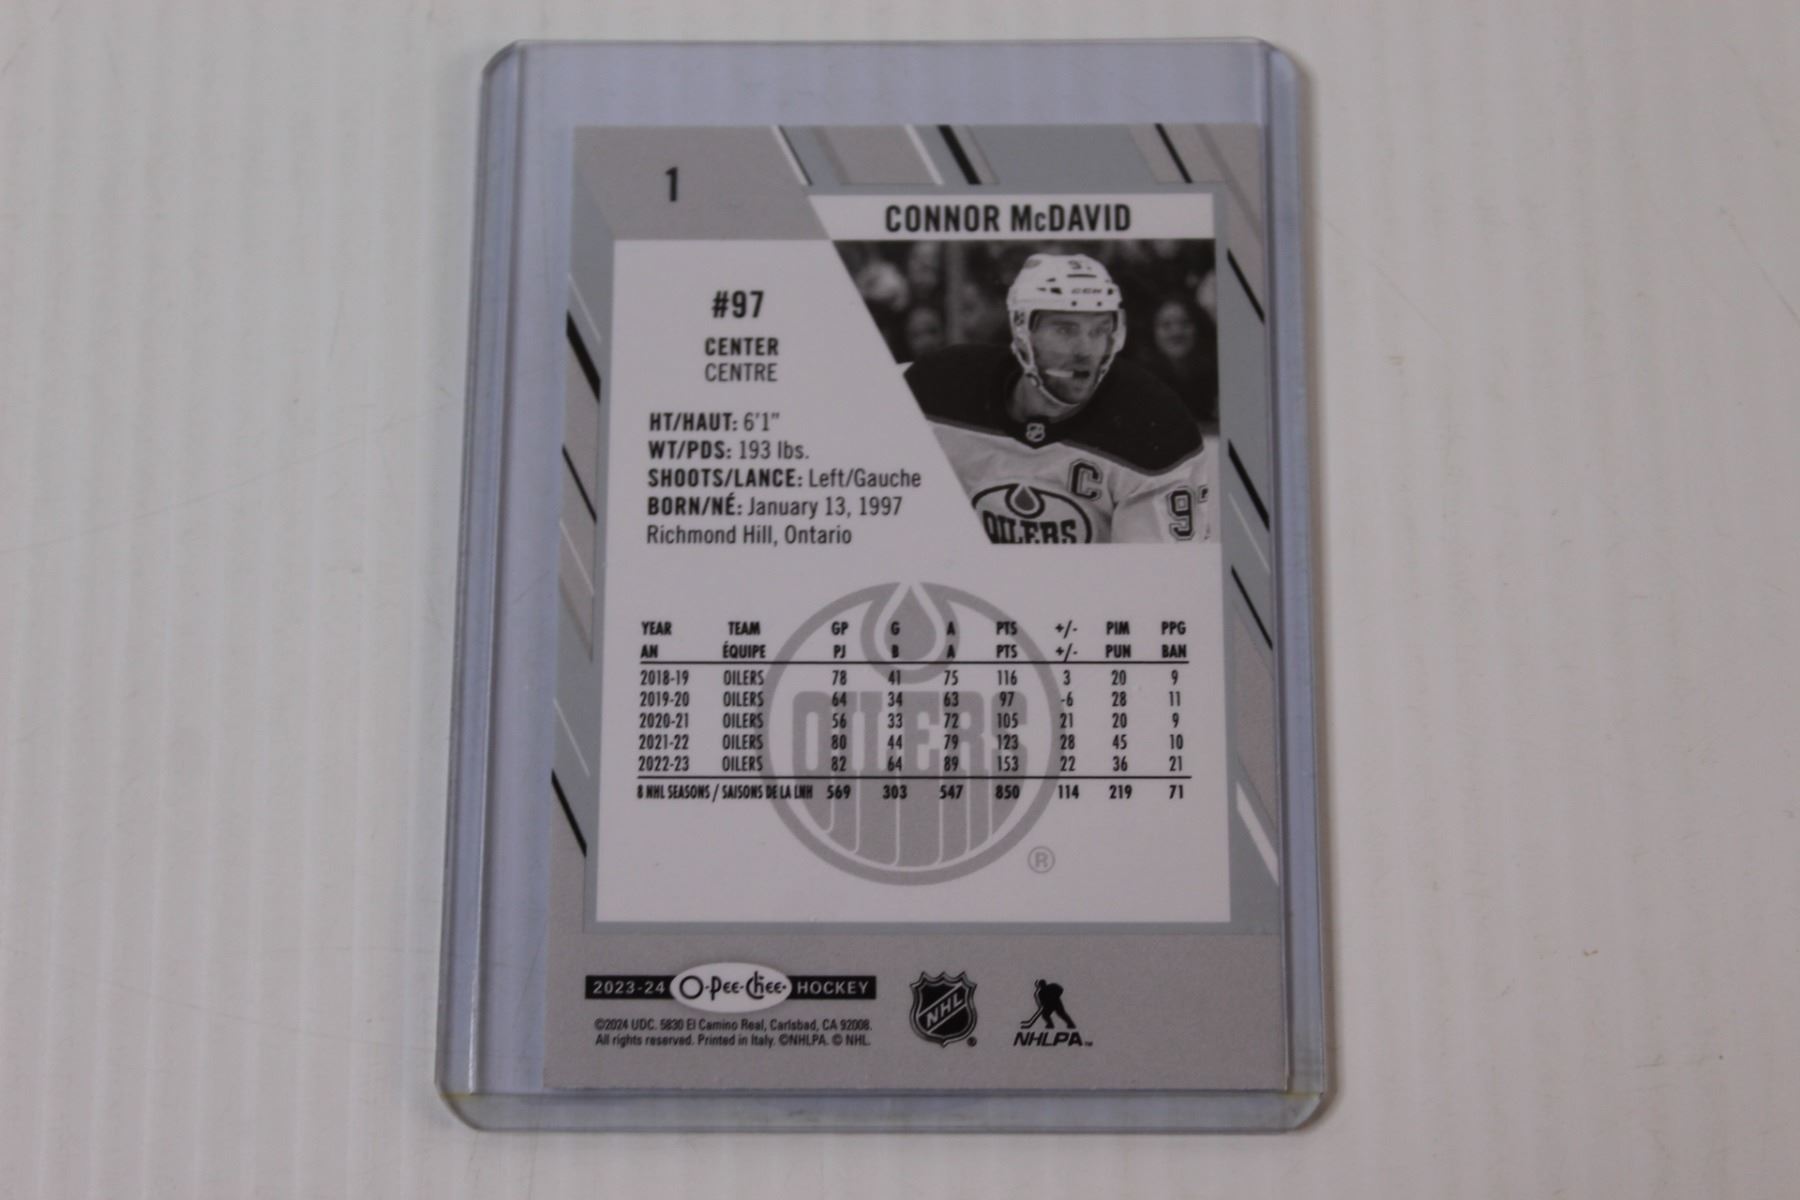 1
CONNOR McDAVID
#97
CENTER
CENTRE
HT/HAUT: 6'1"
WT/PDS: 193 lbs.
SHOOTS/LANCE: Left/Gauche
BORN/NÉ: January 13, 1997
Richmond Hill, Ontario
CCM
C
OILERS
YEAR TEAM GP G A PTS +/- PIM PPG
AN ÉQUIPE PJ B A PTS +/- PUN BAN
2018-19 OILERS 78 41 75 116 3 20 9
2019-20 OILERS 64 34 63 97 -6 28 11
2020-21 OILERS 56 33 72 105 21 20 9
2021-22 OILERS 80 44 79 123 28 45 10
2022-23 OILERS 82 64 89 153 22 36 21
8 NHL SEASONS / SAISONS DE LA LNH 569 303 547 850 114 219 71
OILERS
®
2023-24 O-Pee-Chee HOCKEY
©2024 UDC. 5830 El Camino Real, Carlsbad, CA 92008.
All rights reserved. Printed in Italy. ©NHLPA. © NHL.
NHL ®
NHLPA™